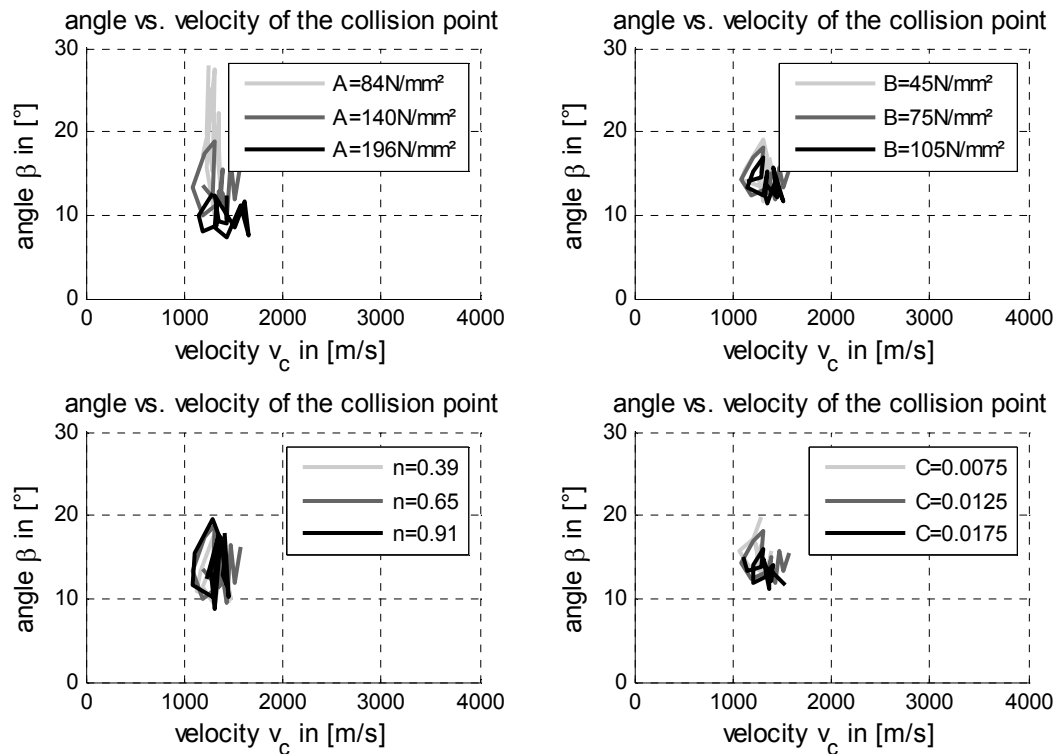 angle vs. velocity of the collision point
30
20
10
0
angle β in [°]
A=84N/mm²
A=140N/mm²
A=196N/mm²
0 1000 2000 3000 4000
velocity v_c in [m/s]
angle vs. velocity of the collision point
30
20
10
0
angle β in [°]
B=45N/mm²
B=75N/mm²
B=105N/mm²
0 1000 2000 3000 4000
velocity v_c in [m/s]
angle vs. velocity of the collision point
30
20
10
0
angle β in [°]
n=0.39
n=0.65
n=0.91
0 1000 2000 3000 4000
velocity v_c in [m/s]
angle vs. velocity of the collision point
30
20
10
0
angle β in [°]
C=0.0075
C=0.0125
C=0.0175
0 1000 2000 3000 4000
velocity v_c in [m/s]